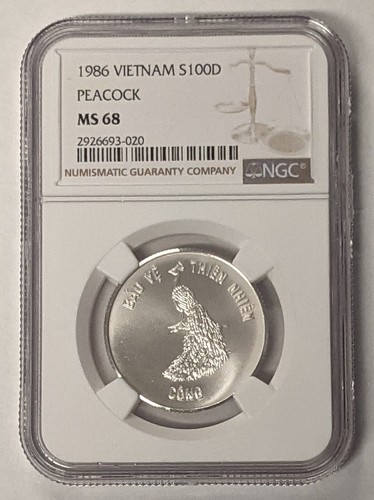 1986 VIETNAM S100D
PEACOCK
MS 68
2926693-020
NUMISMATIC GUARANTY COMPANY
NGC®
BẢO VỆ THIÊN NHIÊN
CÔNG